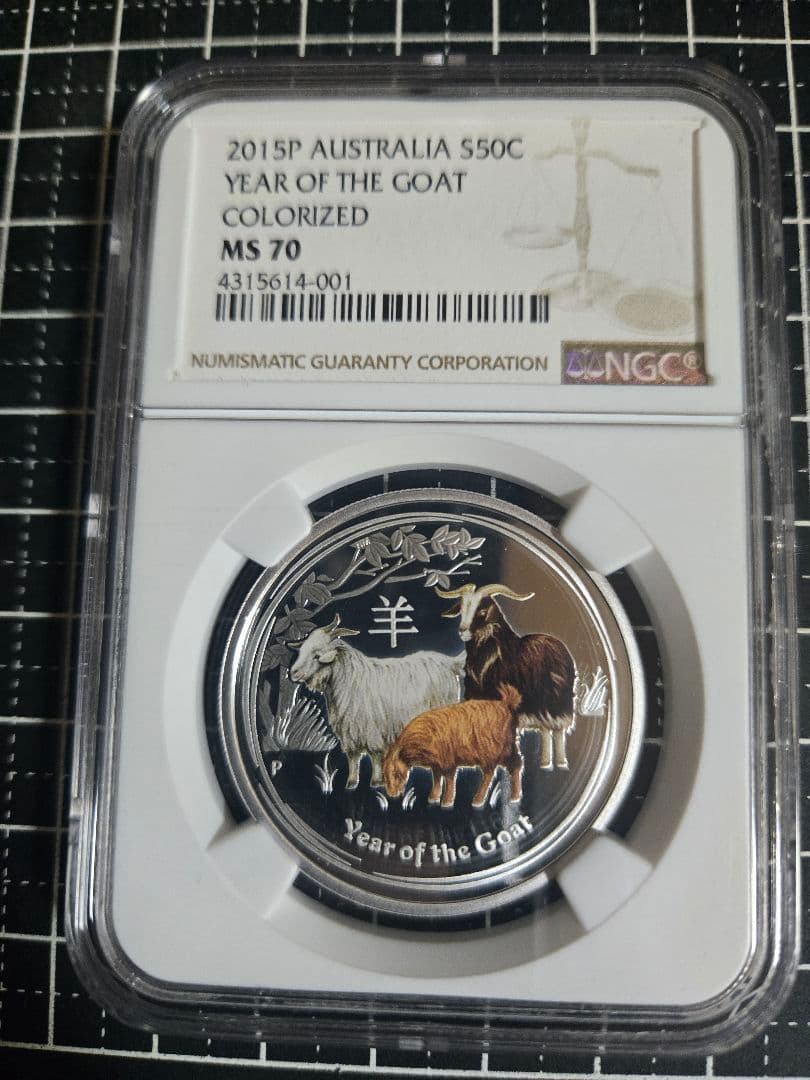 2015P AUSTRALIA S50C
YEAR OF THE GOAT
COLORIZED
MS 70
4315614-001
NUMISMATIC GUARANTY CORPORATION
NGC®
羊
P
Year of the Goat